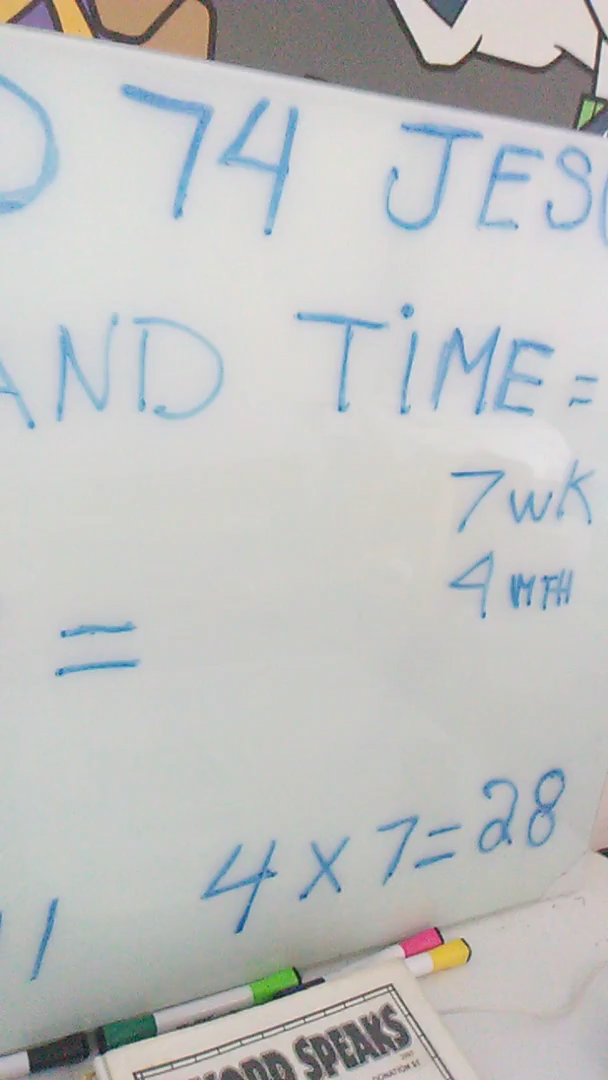 74 JES
AND TIME =
7 WK
4 MTH
=
4 x 7 = 28
SPEAKS